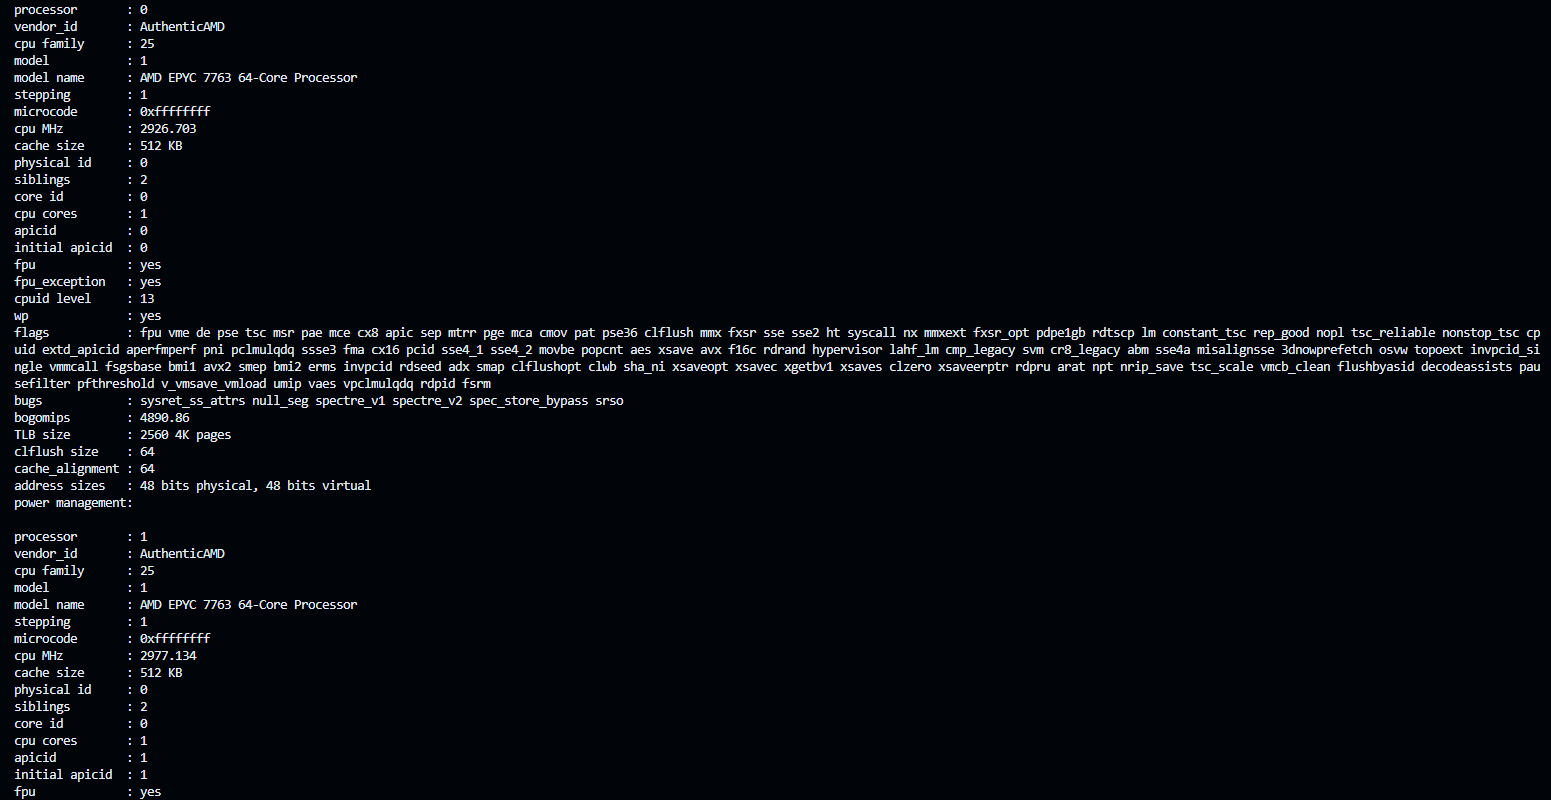 processor       : 0
vendor_id       : AuthenticAMD
cpu family      : 25
model           : 1
model name      : AMD EPYC 7763 64-Core Processor
stepping        : 1
microcode       : 0xffffffff
cpu MHz         : 2926.703
cache size      : 512 KB
physical id     : 0
siblings        : 2
core id         : 0
cpu cores       : 1
apicid          : 0
initial apicid  : 0
fpu             : yes
fpu_exception   : yes
cpuid level     : 13
wp              : yes
flags           : fpu vme de pse tsc msr pae mce cx8 apic sep mtrr pge mca cmov pat pse36 clflush mmx fxsr sse sse2 ht syscall nx mmxext fxsr_opt pdpe1gb rdtscp lm constant_tsc rep_good nopl tsc_reliable nonstop_tsc cp
uid extd_apicid aperfmperf pni pclmulqdq ssse3 fma cx16 pcid sse4_1 sse4_2 movbe popcnt aes xsave avx f16c rdrand hypervisor lahf_lm cmp_legacy svm cr8_legacy abm sse4a misalignsse 3dnowprefetch osvw topoext invpcid_si
ngle vmmcall fsgsbase bmi1 avx2 smep bmi2 erms invpcid rdseed adx smap clflushopt clwb sha_ni xsaveopt xsavec xgetbv1 xsaves clzero xsaveerptr rdpru arat npt nrip_save tsc_scale vmcb_clean flushbyasid decodeassists pau
sefilter pfthreshold v_vmsave_vmload umip vaes vpclmulqdq rdpid fsrm
bugs            : sysret_ss_attrs null_seg spectre_v1 spectre_v2 spec_store_bypass srso
bogomips        : 4890.86
TLB size        : 2560 4K pages
clflush size    : 64
cache_alignment : 64
address sizes   : 48 bits physical, 48 bits virtual
power management:

processor       : 1
vendor_id       : AuthenticAMD
cpu family      : 25
model           : 1
model name      : AMD EPYC 7763 64-Core Processor
stepping        : 1
microcode       : 0xffffffff
cpu MHz         : 2977.134
cache size      : 512 KB
physical id     : 0
siblings        : 2
core id         : 0
cpu cores       : 1
apicid          : 1
initial apicid  : 1
fpu             : yes